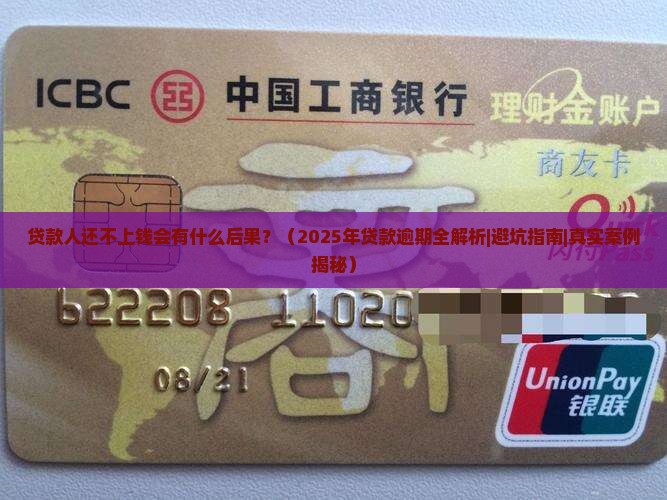 ICBC 中国工商银行 理财金账户
商友卡
贷款人还不上钱会有什么后果？（2025年贷款逾期全解析|避坑指南|真实案例
揭秘）
622208 11020
08/21
UnionPay
银联